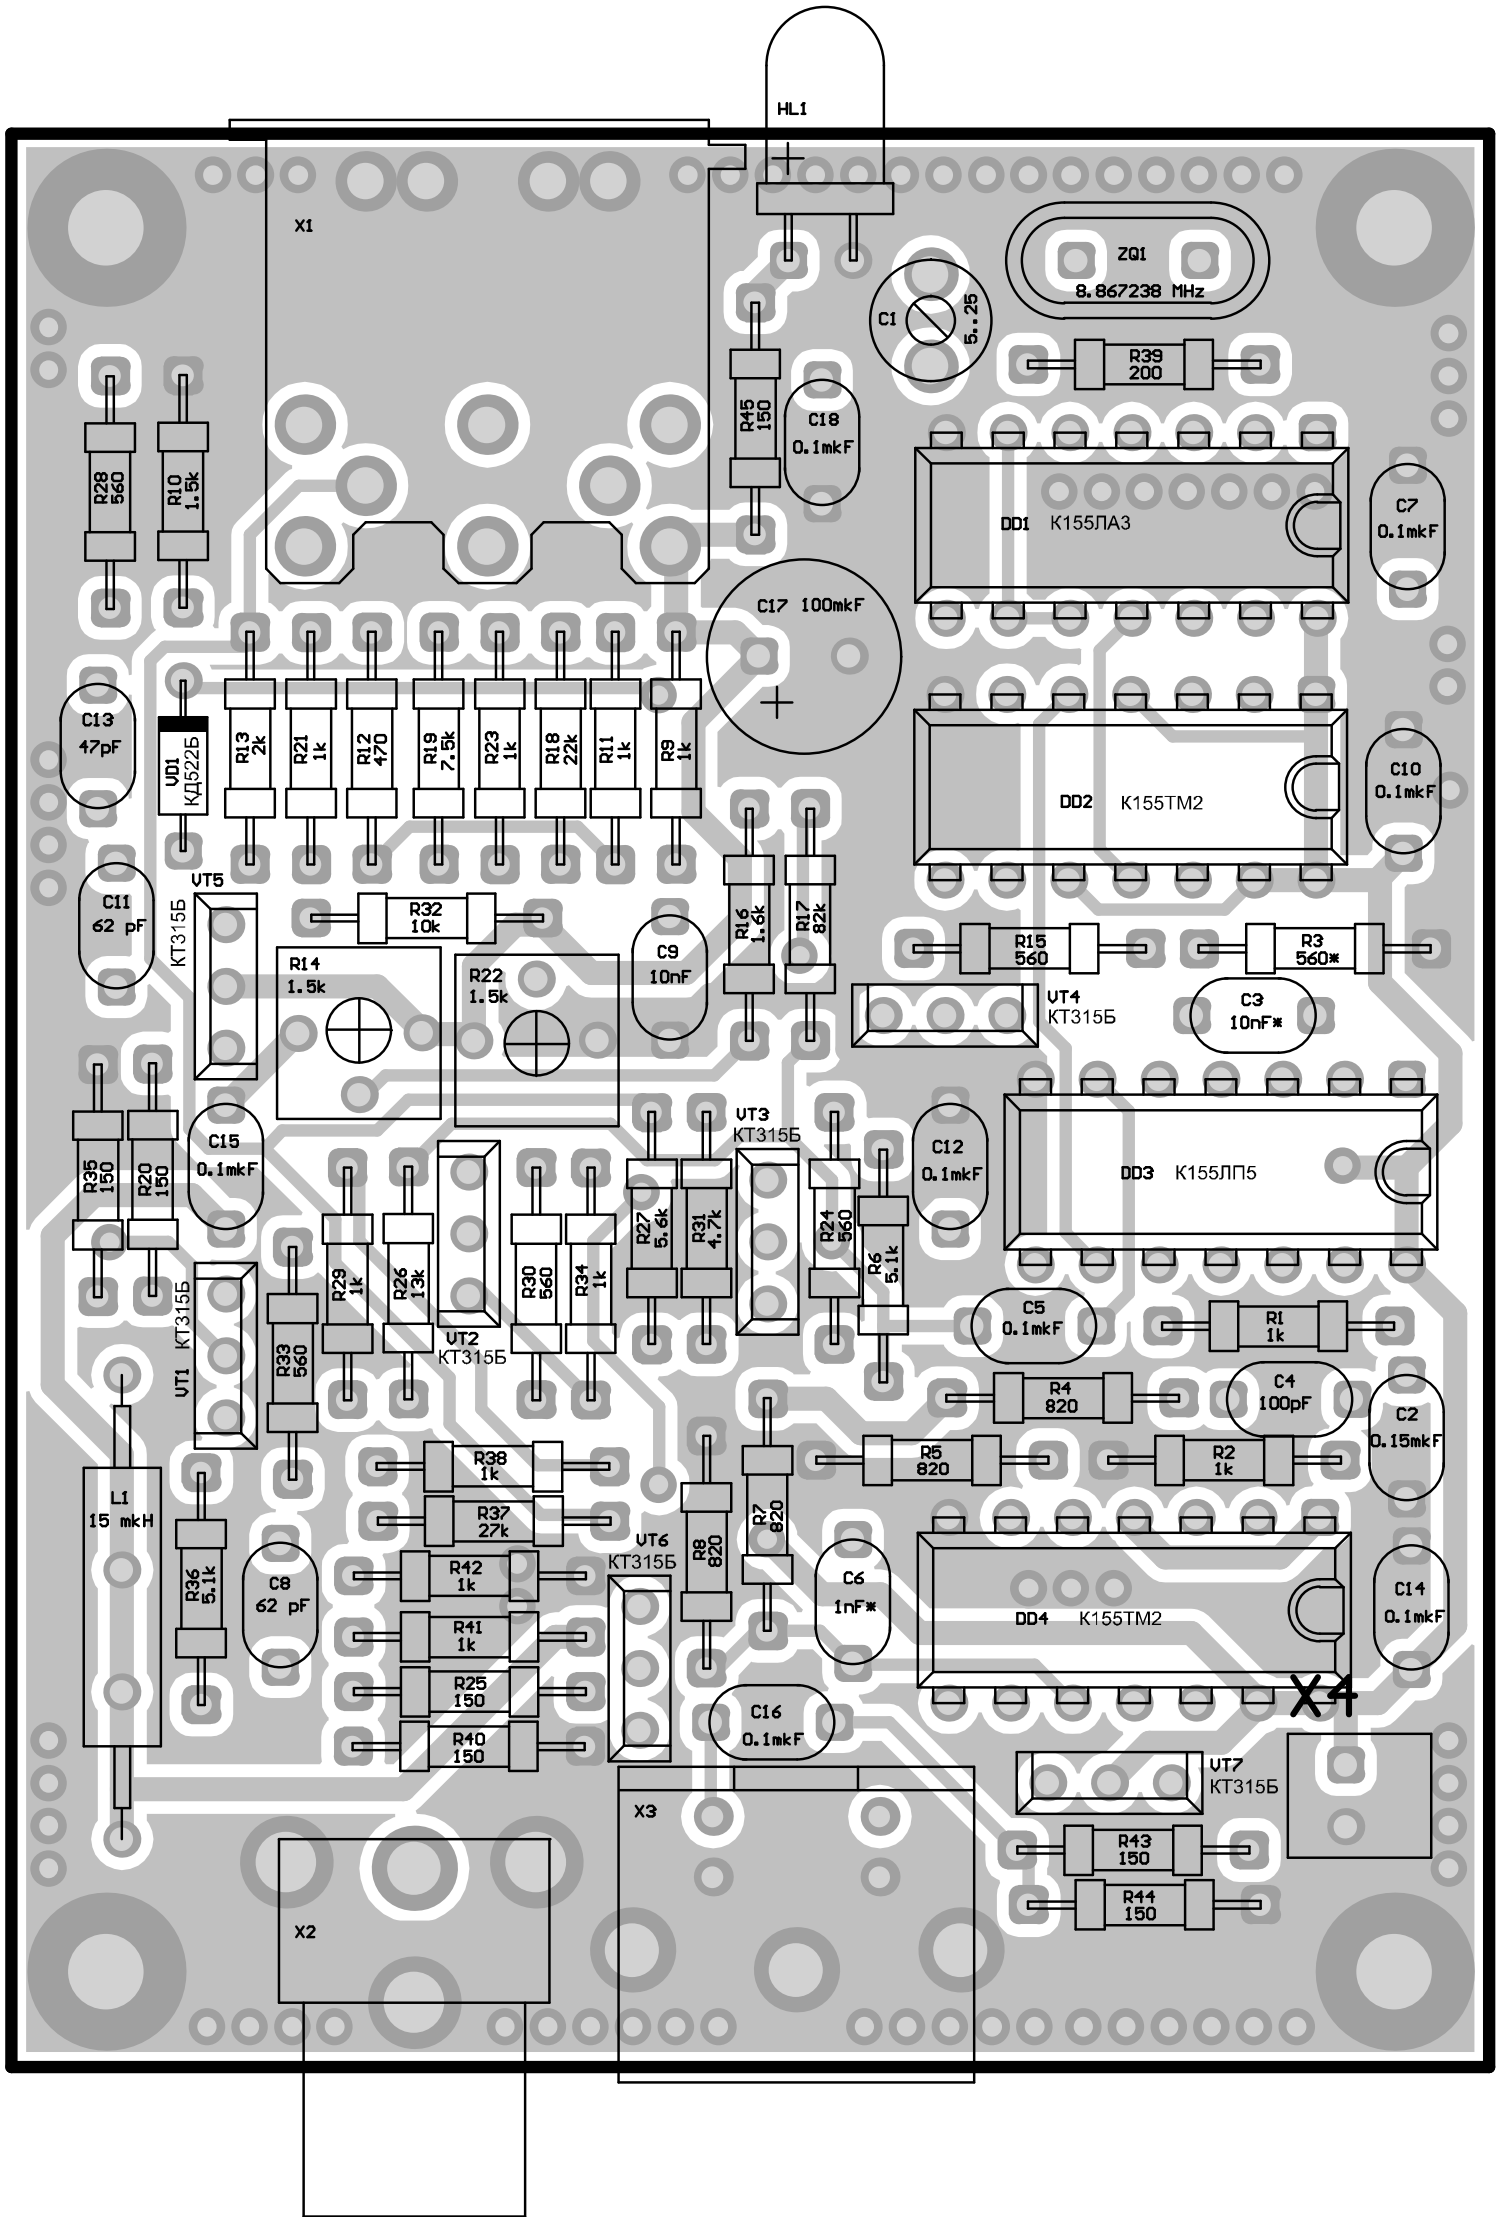 HL1
X1
ZQ1
8.867238 MHz
C1
5..25
R39
200
R45
150
C18
0.1mkF
R28
560
R10
1.5k
DD1 К155ЛА3
C7
0.1mkF
C17 100mkF
C13
47pF
VD1
КД522Б
R13
2k
R21
1k
R12
470
R19
7.5k
R23
1k
R18
22k
R11
1k
R9
1k
DD2 К155ТМ2
C10
0.1mkF
C11
62 pF
VT5
КТ315Б
R32
10k
R14
1.5k
R22
1.5k
C9
10nF
R16
1.6k
R17
82k
R15
560
R3
560*
VT4
КТ315Б
C3
10nF*
R35
150
R20
150
C15
0.1mkF
VT3
КТ315Б
C12
0.1mkF
DD3 К155ЛП5
R29
1k
R26
13k
R30
560
R34
1k
R27
5.6k
R31
4.7k
R24
560
R6
5.1k
VT1
КТ315Б
R33
560
VT2
КТ315Б
C5
0.1mkF
R1
1k
R4
820
C4
100pF
C2
0.15mkF
R38
1k
R5
820
R2
1k
L1
15 mkH
R37
27k
R36
5.1k
C8
62 pF
R42
1k
VT6
КТ315Б
R8
820
R7
820
C6
1nF*
DD4 К155ТМ2
C14
0.1mkF
R41
1k
R25
150
R40
150
C16
0.1mkF
X4
VT7
КТ315Б
X3
R43
150
R44
150
X2